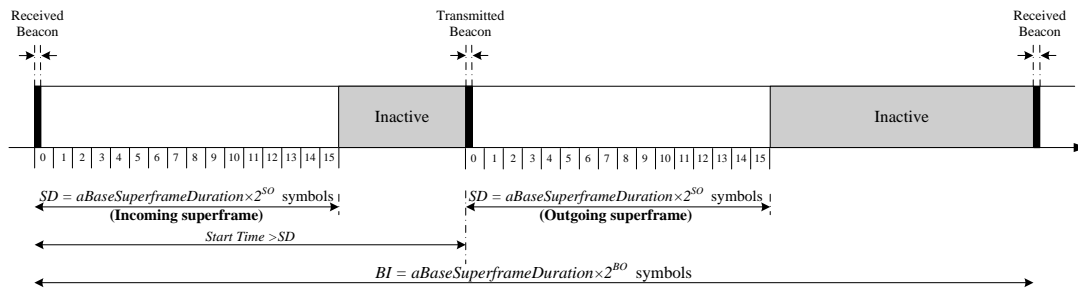 Received Beacon
Transmitted Beacon
Received Beacon
Inactive
Inactive
0 1 2 3 4 5 6 7 8 9 10 11 12 13 14 15
0 1 2 3 4 5 6 7 8 9 10 11 12 13 14 15
SD = aBaseSuperframeDuration×2^SO symbols
(Incoming superframe)
SD = aBaseSuperframeDuration×2^SO symbols
(Outgoing superframe)
Start Time >SD
BI = aBaseSuperframeDuration×2^BO symbols